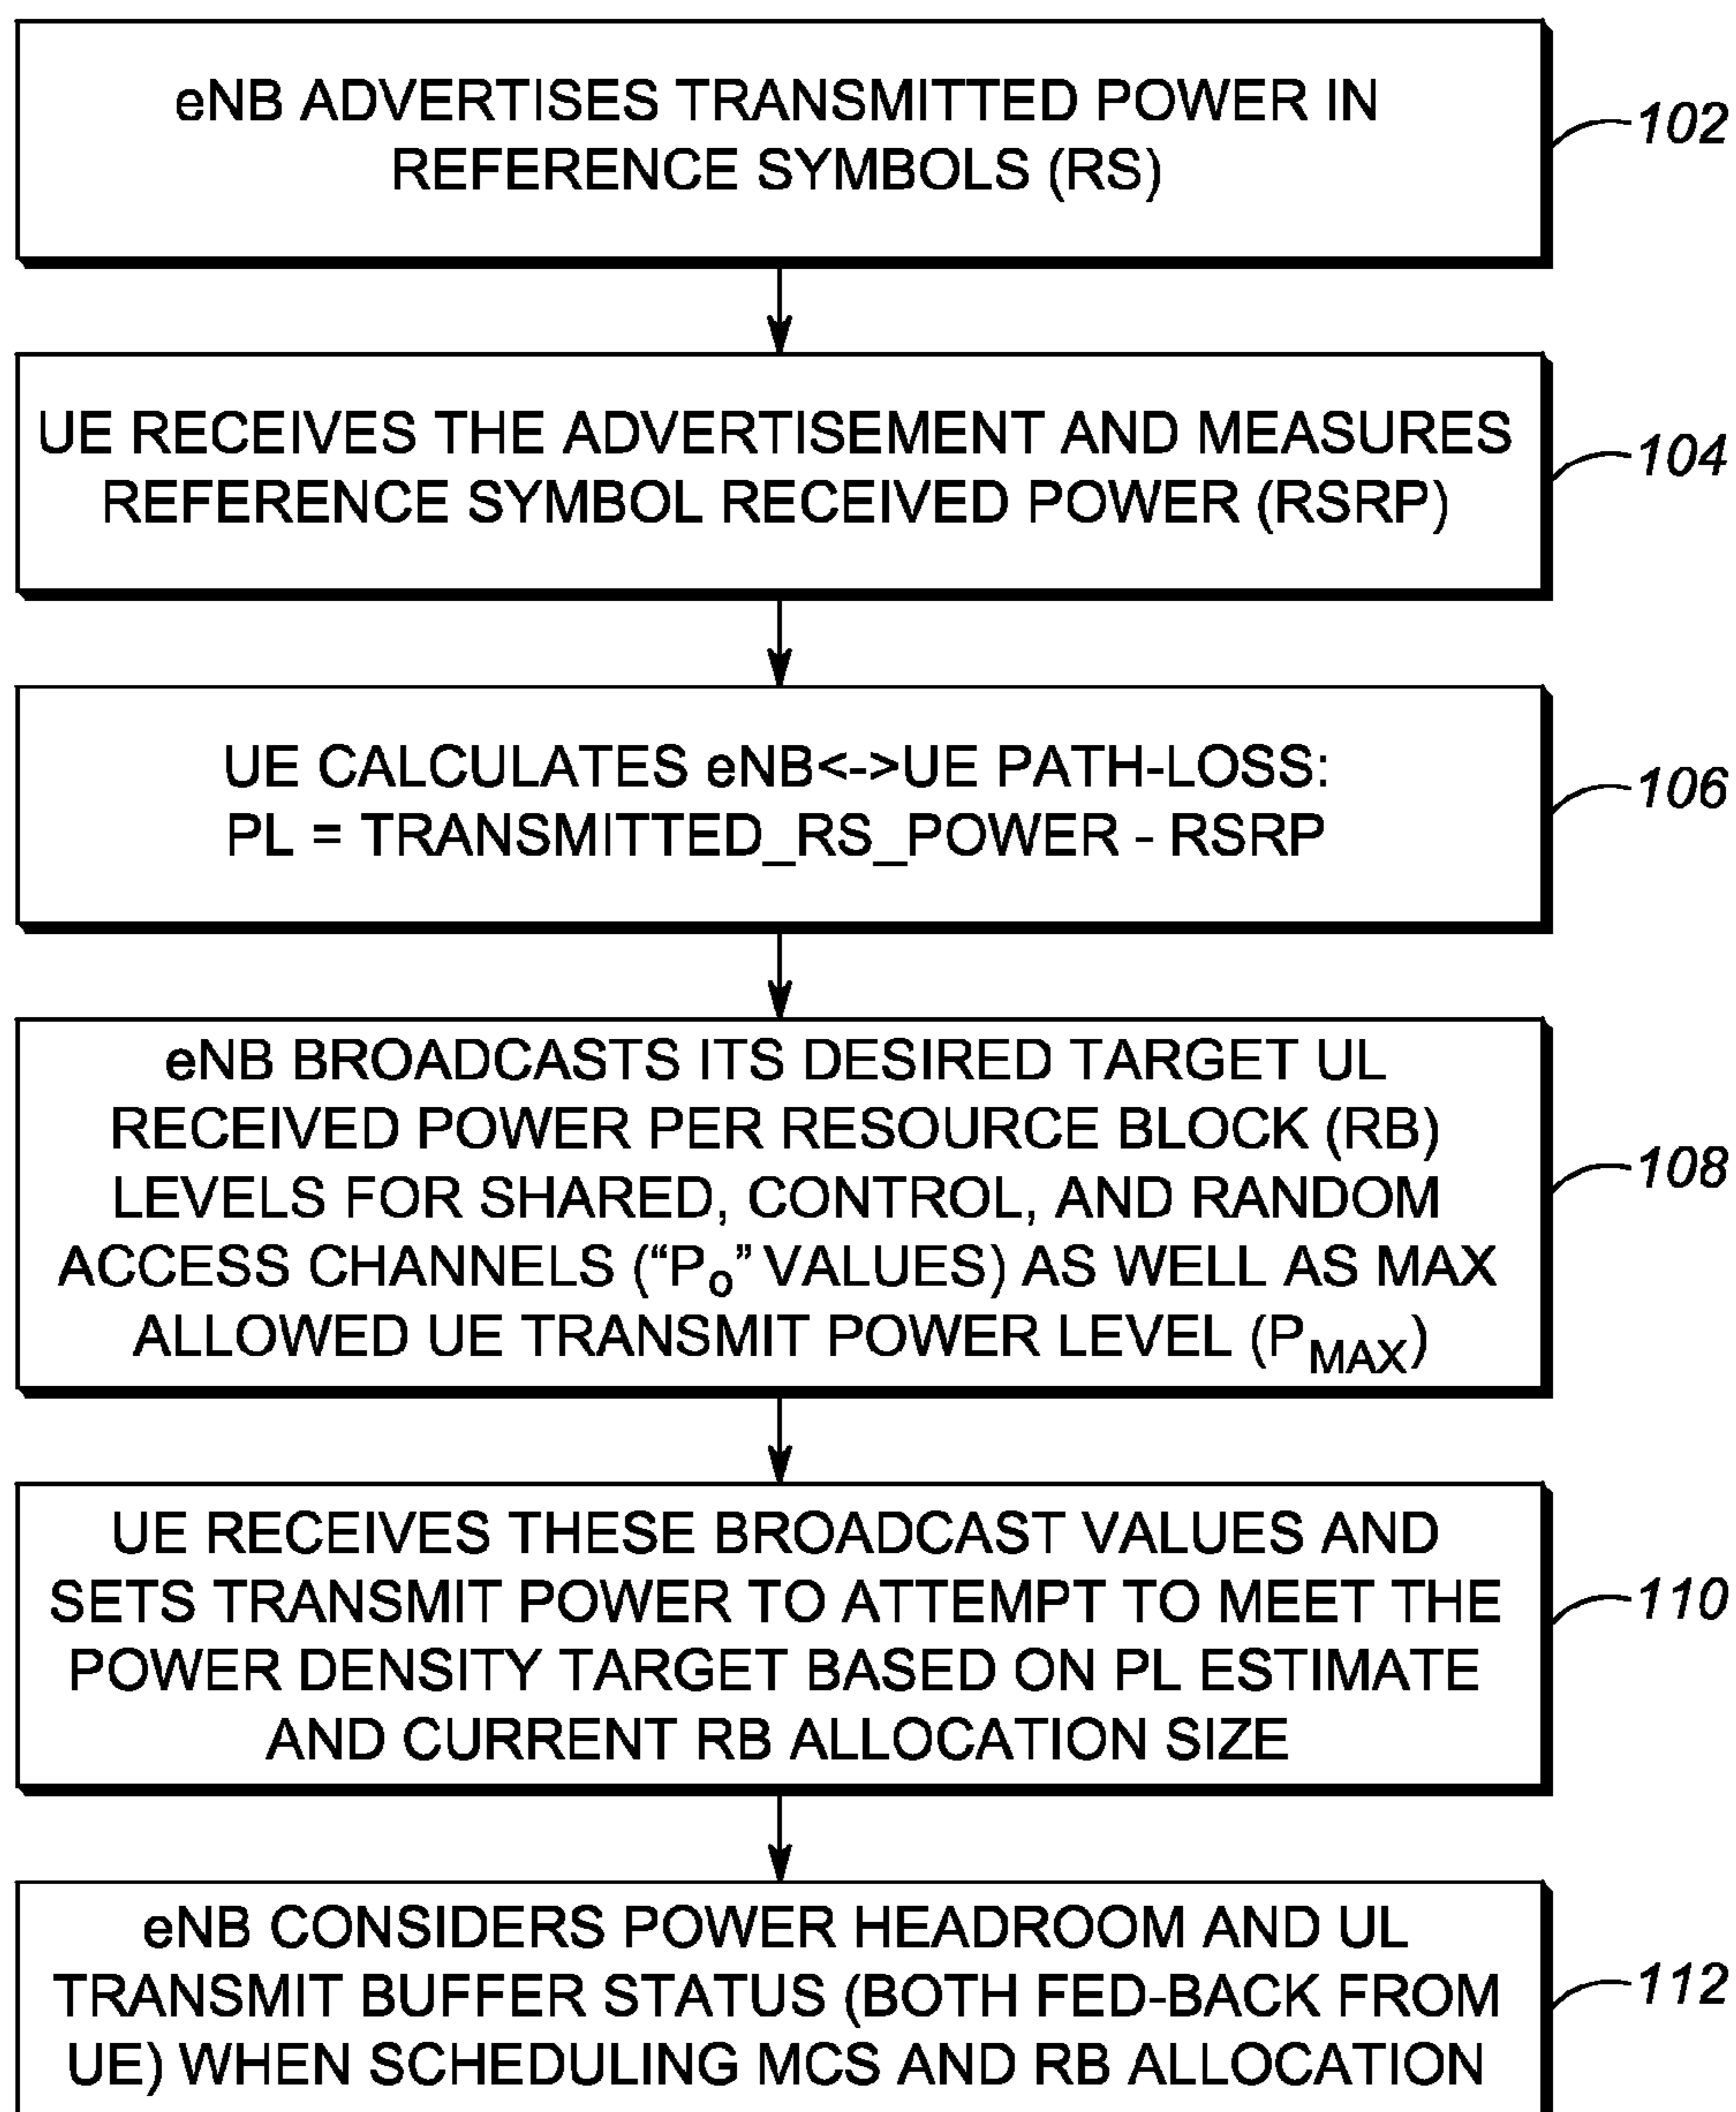 eNB ADVERTISES TRANSMITTED POWER IN
REFERENCE SYMBOLS (RS)
102
UE RECEIVES THE ADVERTISEMENT AND MEASURES
REFERENCE SYMBOL RECEIVED POWER (RSRP)
104
UE CALCULATES eNB<->UE PATH-LOSS:
PL = TRANSMITTED_RS_POWER - RSRP
106
eNB BROADCASTS ITS DESIRED TARGET UL
RECEIVED POWER PER RESOURCE BLOCK (RB)
LEVELS FOR SHARED, CONTROL, AND RANDOM
ACCESS CHANNELS (“Po” VALUES) AS WELL AS MAX
ALLOWED UE TRANSMIT POWER LEVEL (PMAX)
108
UE RECEIVES THESE BROADCAST VALUES AND
SETS TRANSMIT POWER TO ATTEMPT TO MEET THE
POWER DENSITY TARGET BASED ON PL ESTIMATE
AND CURRENT RB ALLOCATION SIZE
110
eNB CONSIDERS POWER HEADROOM AND UL
TRANSMIT BUFFER STATUS (BOTH FED-BACK FROM
UE) WHEN SCHEDULING MCS AND RB ALLOCATION
112